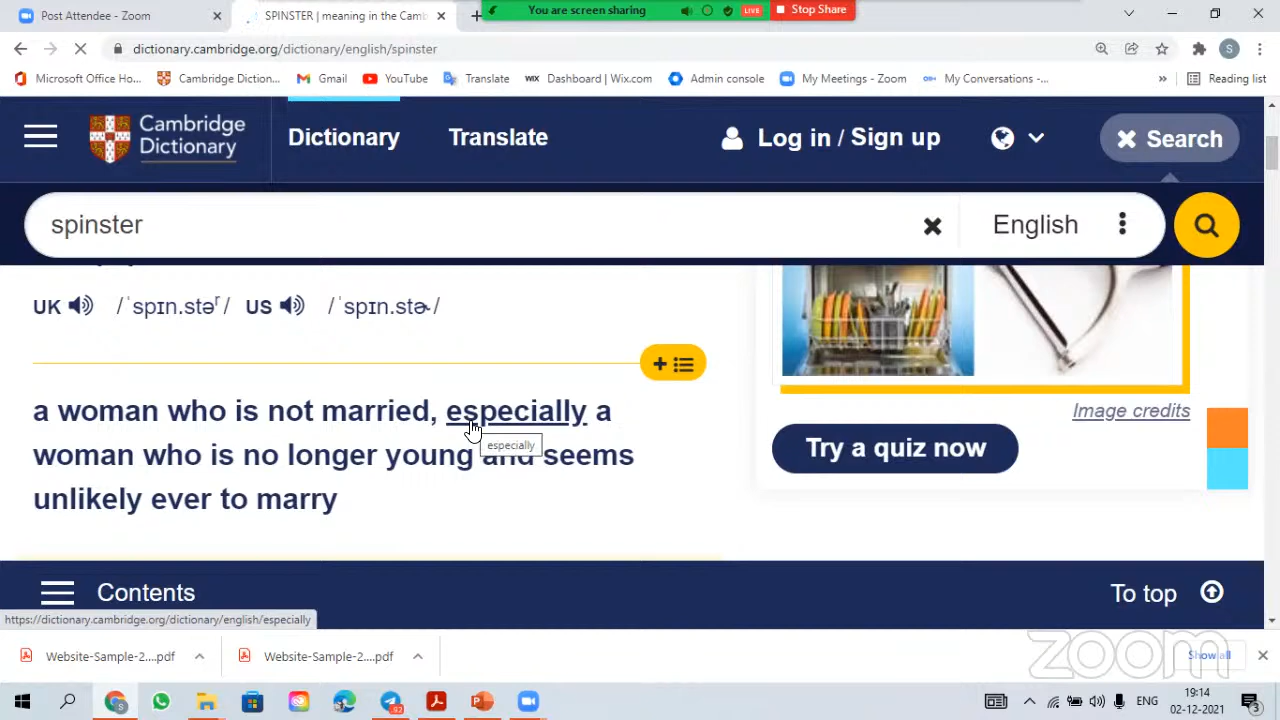 Post Attendee - Zoom
SPINSTER | meaning in the Camb
You are screen sharing
LIVE
Stop Share
dictionary.cambridge.org/dictionary/english/spinster
Microsoft Office Ho...
Cambridge Diction...
Gmail
YouTube
Translate
WIX
Dashboard | Wix.com
Admin console
My Meetings - Zoom
My Conversations -...
»
Reading list
Cambridge
Dictionary
Dictionary
Translate
Log in / Sign up
Search
spinster
English
UK /ˈspɪn.stəʳ/ US /ˈspɪn.stɚ/
a woman who is not married, especially a
woman who is no longer young and seems
unlikely ever to marry
especially
Image credits
Try a quiz now
Contents
To top
https://dictionary.cambridge.org/dictionary/english/especially
Website-Sample-2....pdf
Website-Sample-2....pdf
zoom
Show all
92
ENG
19:14
02-12-2021
3